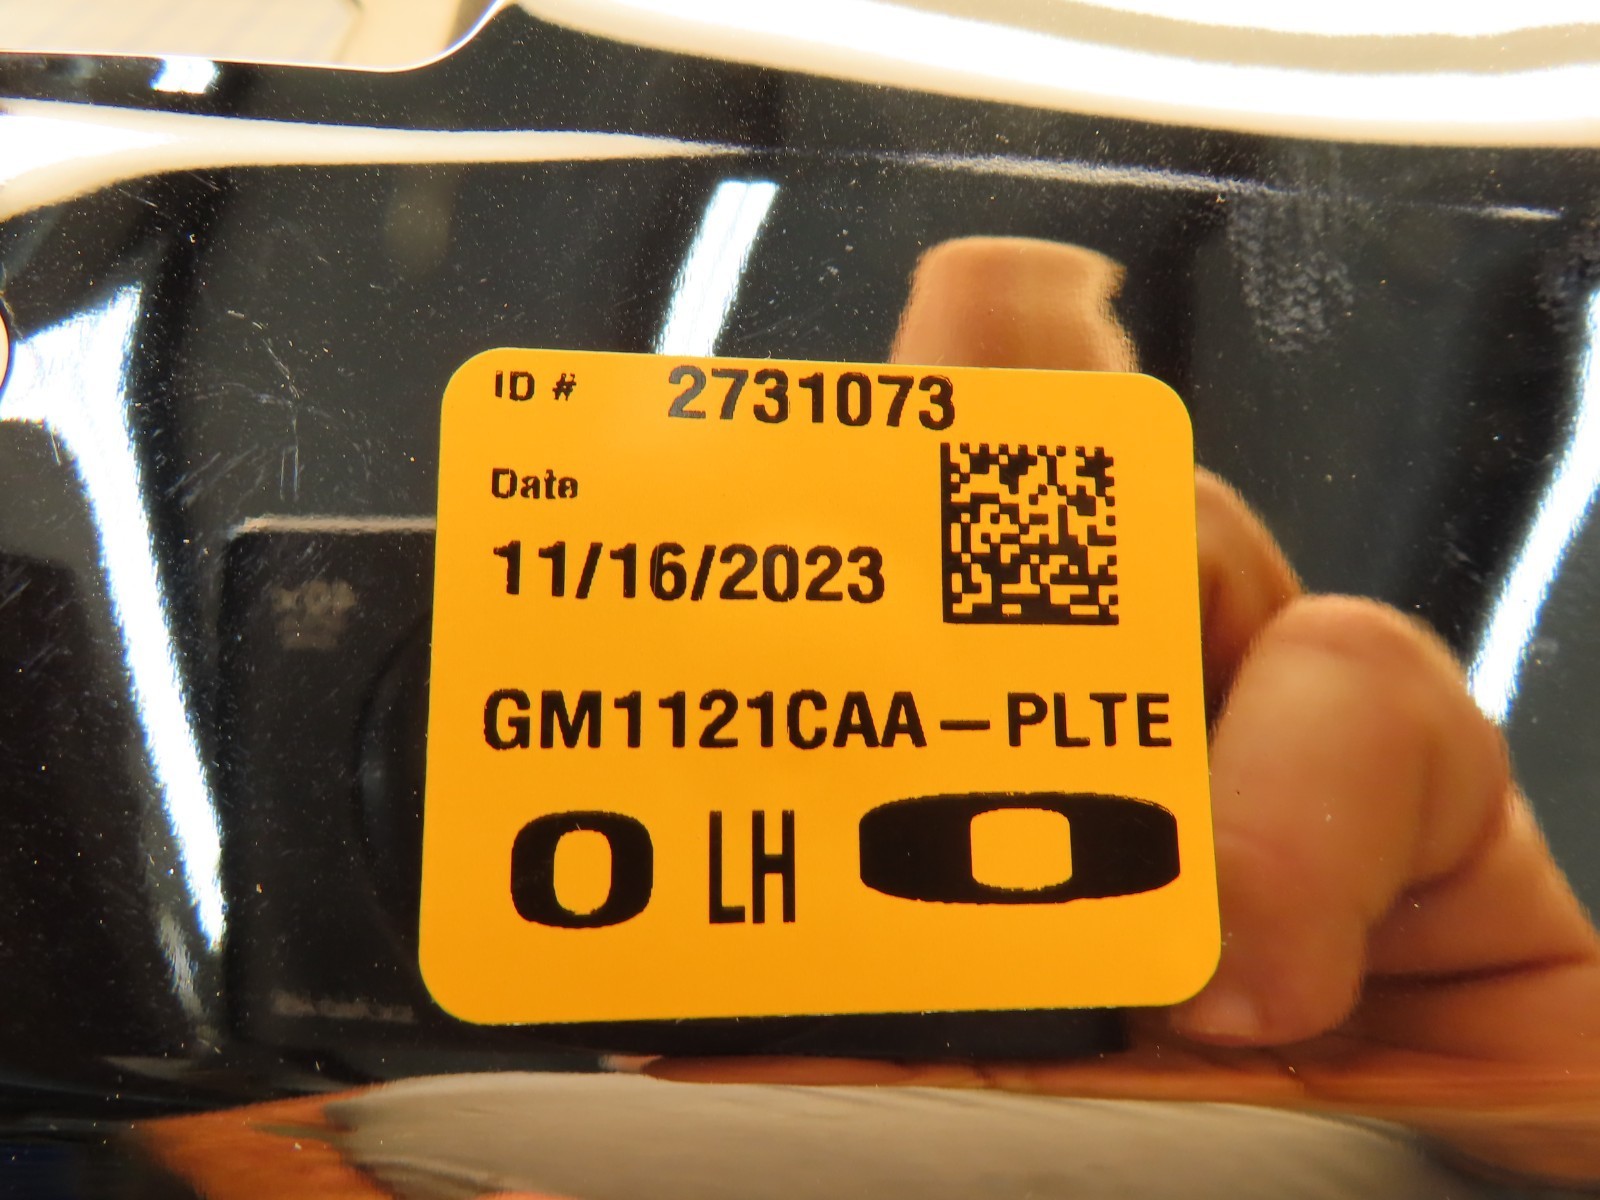 ID # 2731073
Date
11/16/2023
GM1121CAA-PLTE
O LH O